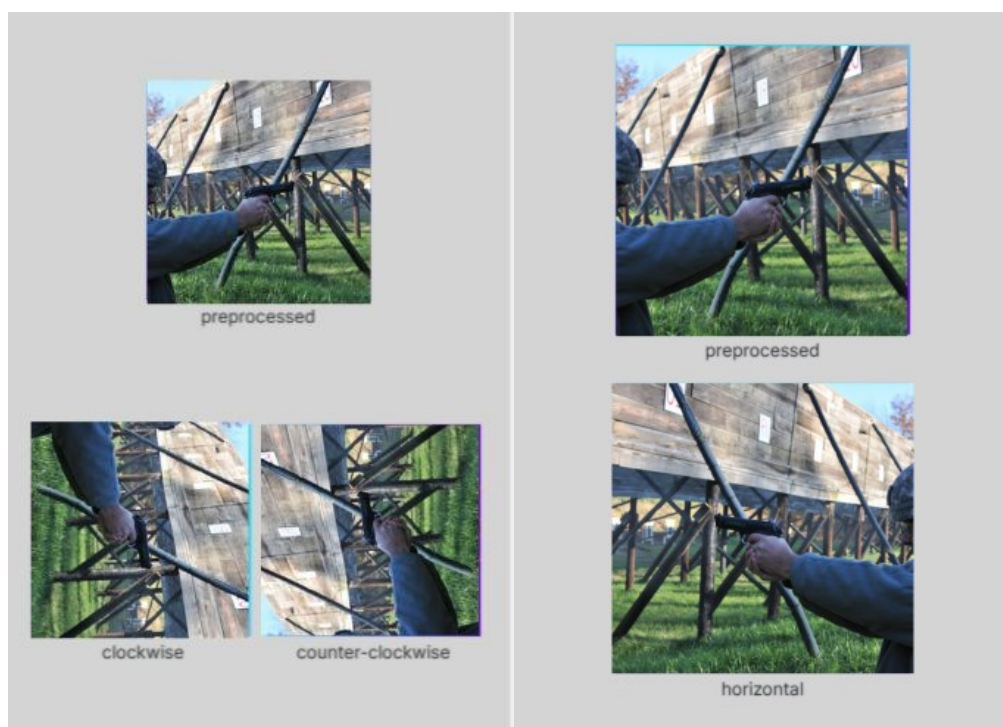 preprocessed
clockwise
counter-clockwise
preprocessed
horizontal